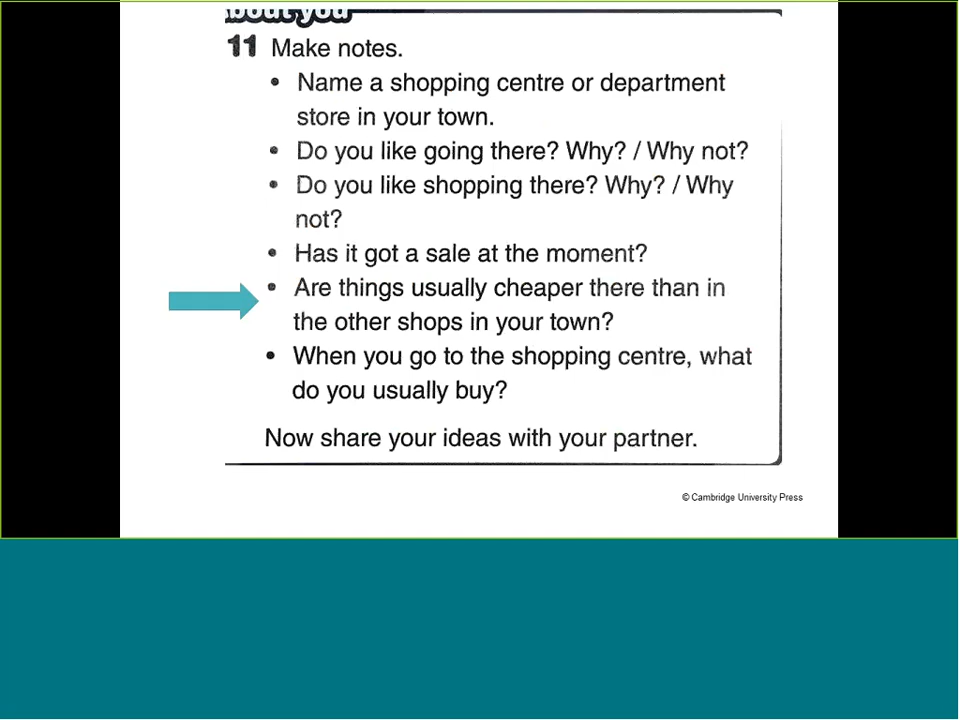 about you
11 Make notes.
• Name a shopping centre or department
store in your town.
• Do you like going there? Why? / Why not?
• Do you like shopping there? Why? / Why
not?
• Has it got a sale at the moment?
• Are things usually cheaper there than in
the other shops in your town?
• When you go to the shopping centre, what
do you usually buy?
Now share your ideas with your partner.
© Cambridge University Press